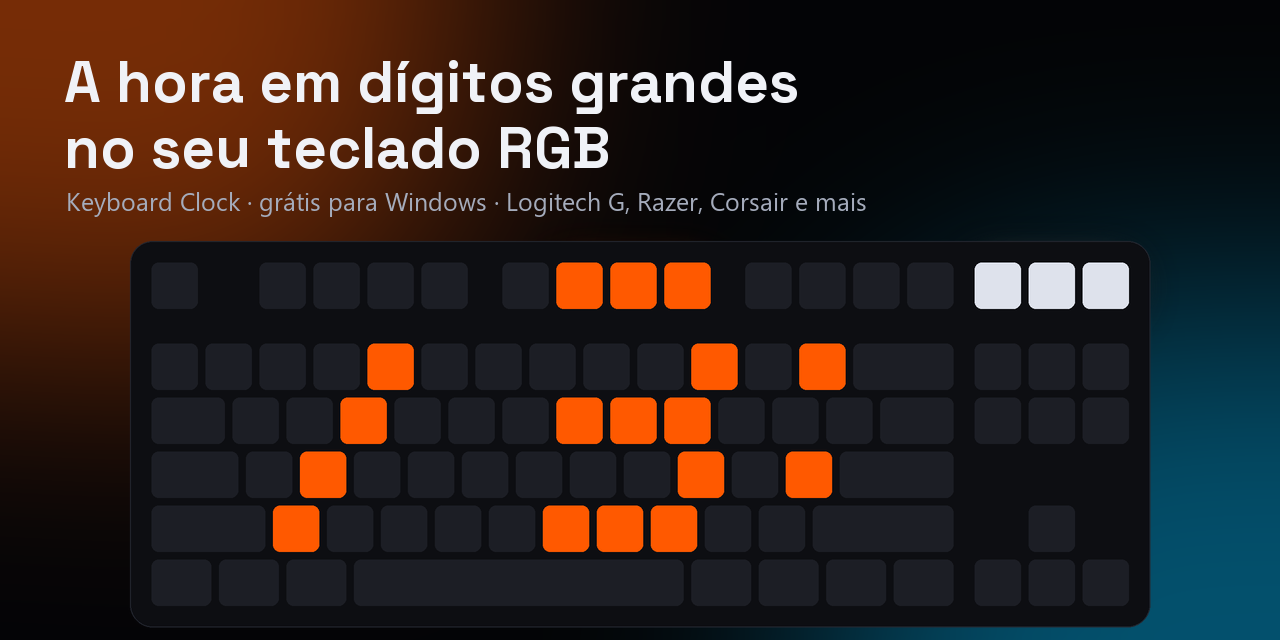 A hora em dígitos grandes
no seu teclado RGB
Keyboard Clock · grátis para Windows · Logitech G, Razer, Corsair e mais